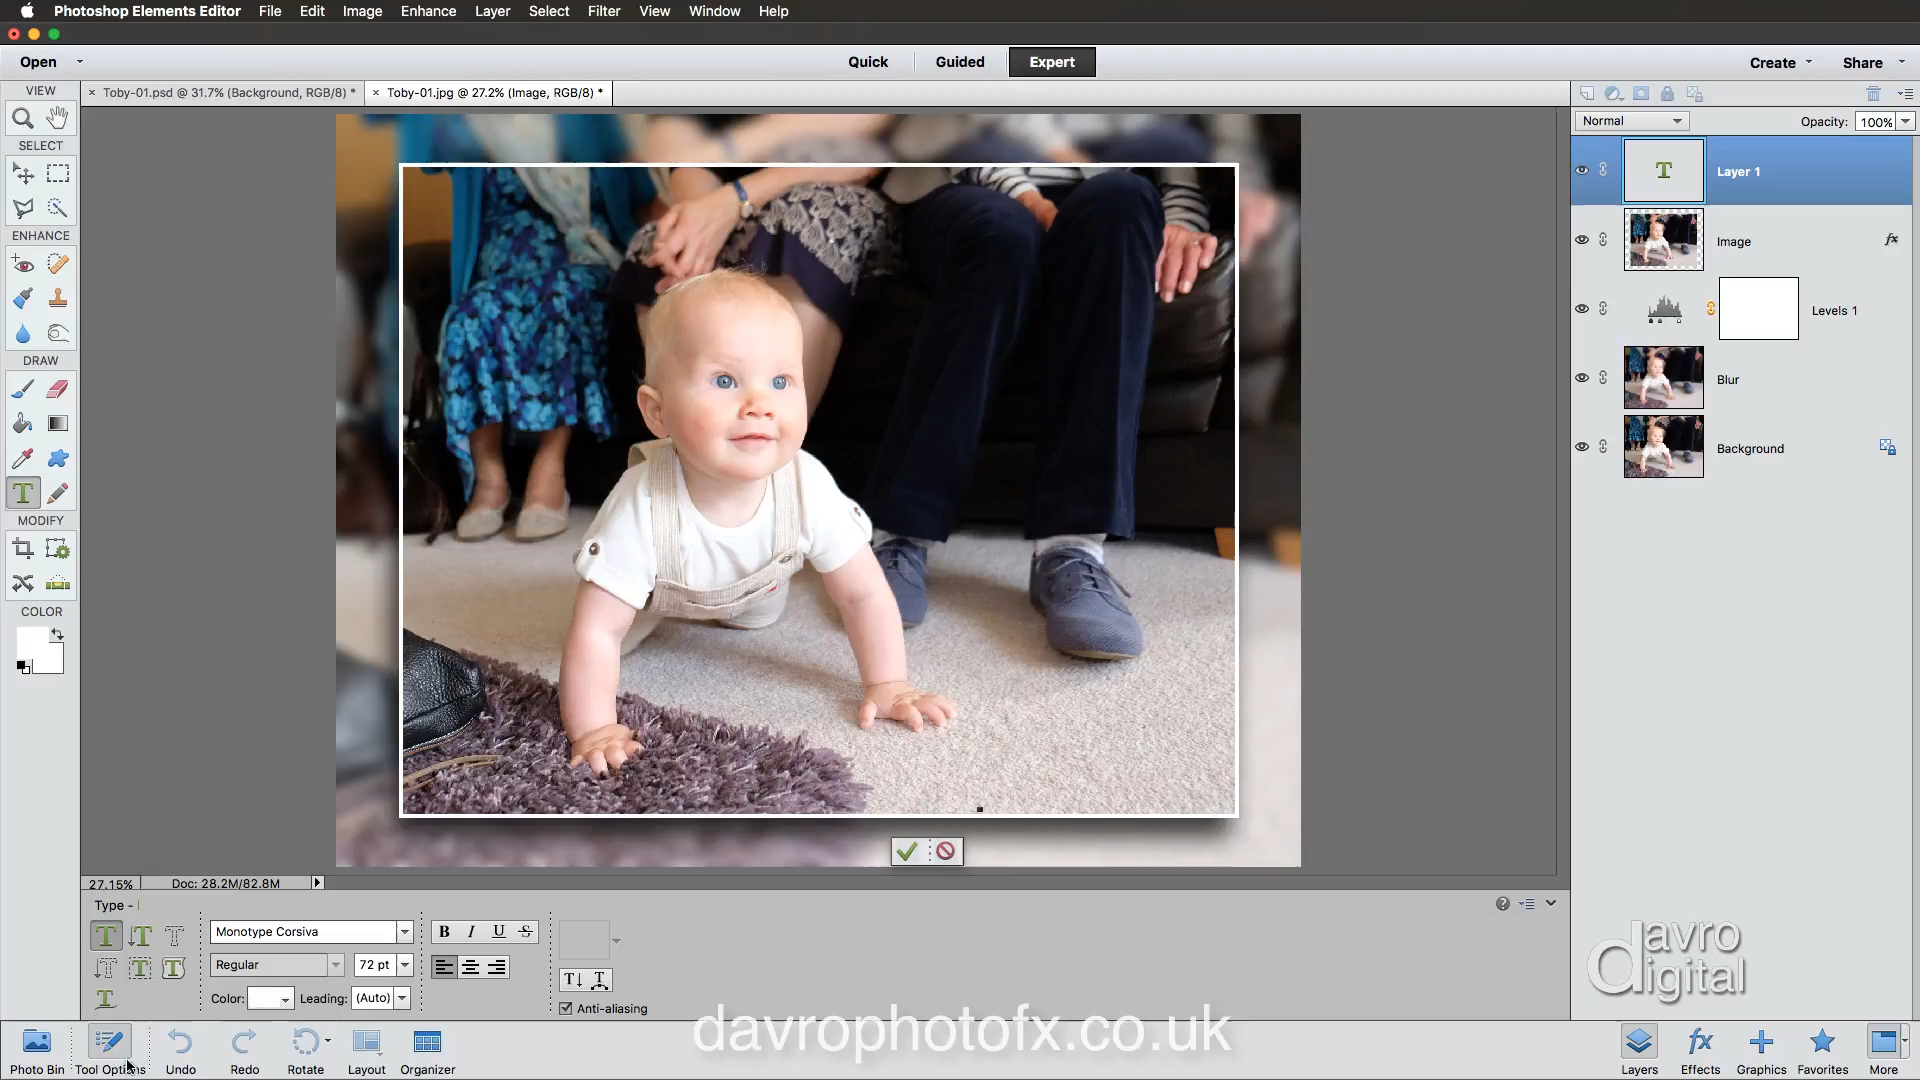 Photoshop Elements Editor File Edit Image Enhance Layer Select Filter View Window Help
Open Quick Guided Expert Create Share
VIEW
SELECT
ENHANCE
DRAW
MODIFY
COLOR
× Toby-01.psd @ 31.7% (Background, RGB/8) *
× Toby-01.jpg @ 27.2% (Image, RGB/8) *
Normal Opacity: 100%
T Layer 1
Image fx
Levels 1
Blur
Background
27.15% Doc: 28.2M/82.8M
Type -
Monotype Corsiva B I U S
Regular 72 pt
Color: Leading: (Auto)
Anti-aliasing
davro
digital
davrophotofx.co.uk
Photo Bin Tool Options Undo Redo Rotate Layout Organizer
Layers Effects Graphics Favorites More